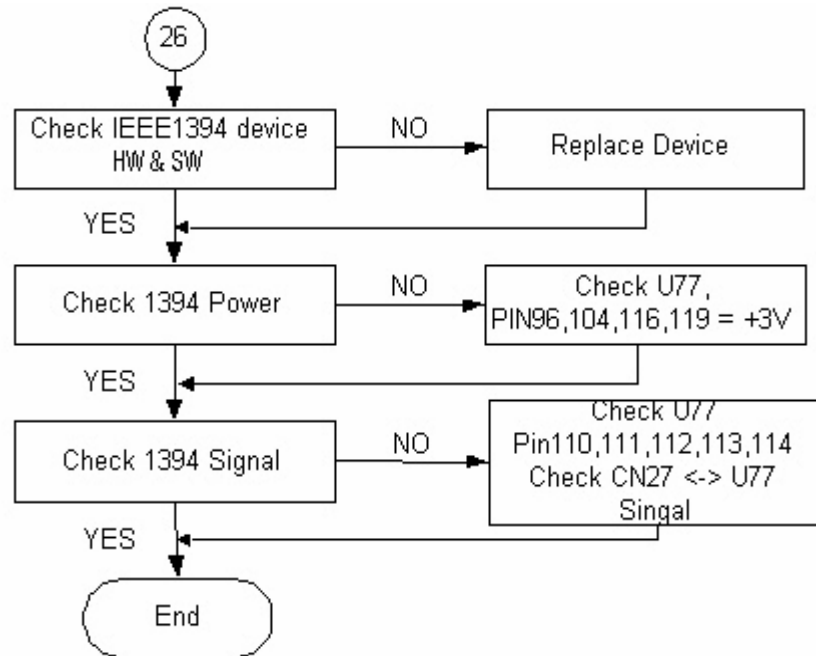 26
Check IEEE1394 device
HW & SW
NO
Replace Device
YES
Check 1394 Power
NO
Check U77,
PIN96,104,116,119 = +3V
YES
Check 1394 Signal
NO
Check U77
Pin110,111,112,113,114
Check CN27 <-> U77
Singal
YES
End